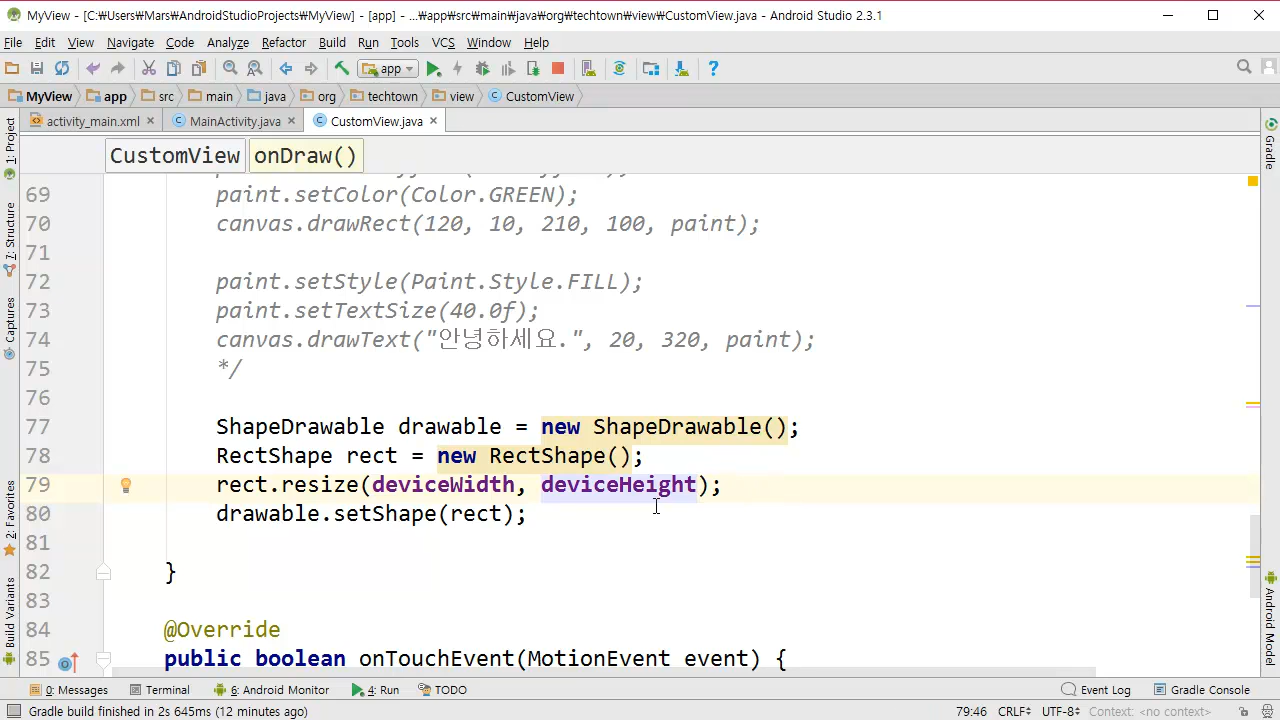 MyView - [C:₩Users₩Mars₩AndroidStudioProjects₩MyView] - [app] - ...₩app₩src₩main₩java₩org₩techtown₩view₩CustomView.java - Android Studio 2.3.1
File Edit View Navigate Code Analyze Refactor Build Run Tools VCS Window Help
app
MyView app src main java org techtown view CustomView
activity_main.xml MainActivity.java CustomView.java
CustomView onDraw()
69 paint.setColor(Color.GREEN);
70 canvas.drawRect(120, 10, 210, 100, paint);
71
72 paint.setStyle(Paint.Style.FILL);
73 paint.setTextSize(40.0f);
74 canvas.drawText("안녕하세요.", 20, 320, paint);
75 */
76
77 ShapeDrawable drawable = new ShapeDrawable();
78 RectShape rect = new RectShape();
79 rect.resize(deviceWidth, deviceHeight);
80 drawable.setShape(rect);
81
82 }
83
84 @Override
85 public boolean onTouchEvent(MotionEvent event) {
1: Project
7: Structure
Captures
2: Favorites
Build Variants
Gradle
Android Model
0: Messages Terminal 6: Android Monitor 4: Run TODO Event Log Gradle Console
Gradle build finished in 2s 645ms (12 minutes ago) 79:46 CRLF UTF-8 Context: <no context>